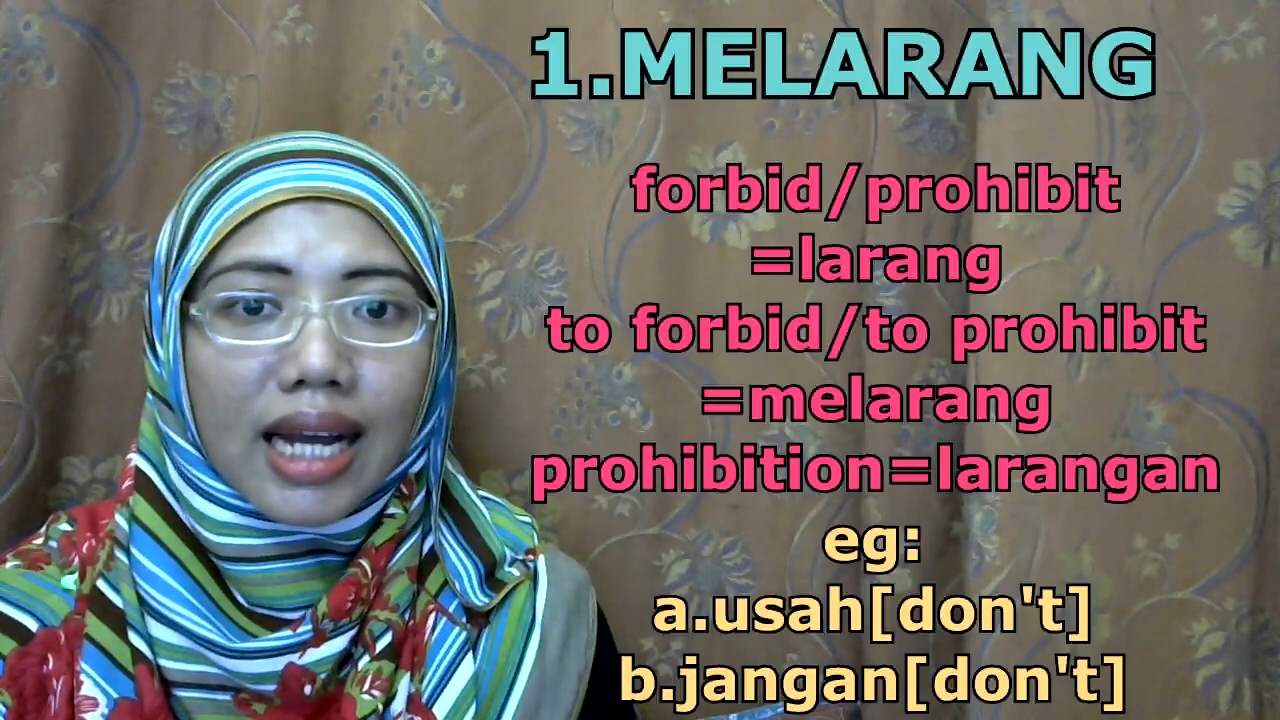 1.MELARANG
forbid/prohibit
=larang
to forbid/to prohibit
=melarang
prohibition=larangan
eg:
a.usah[don't]
b.jangan[don't]